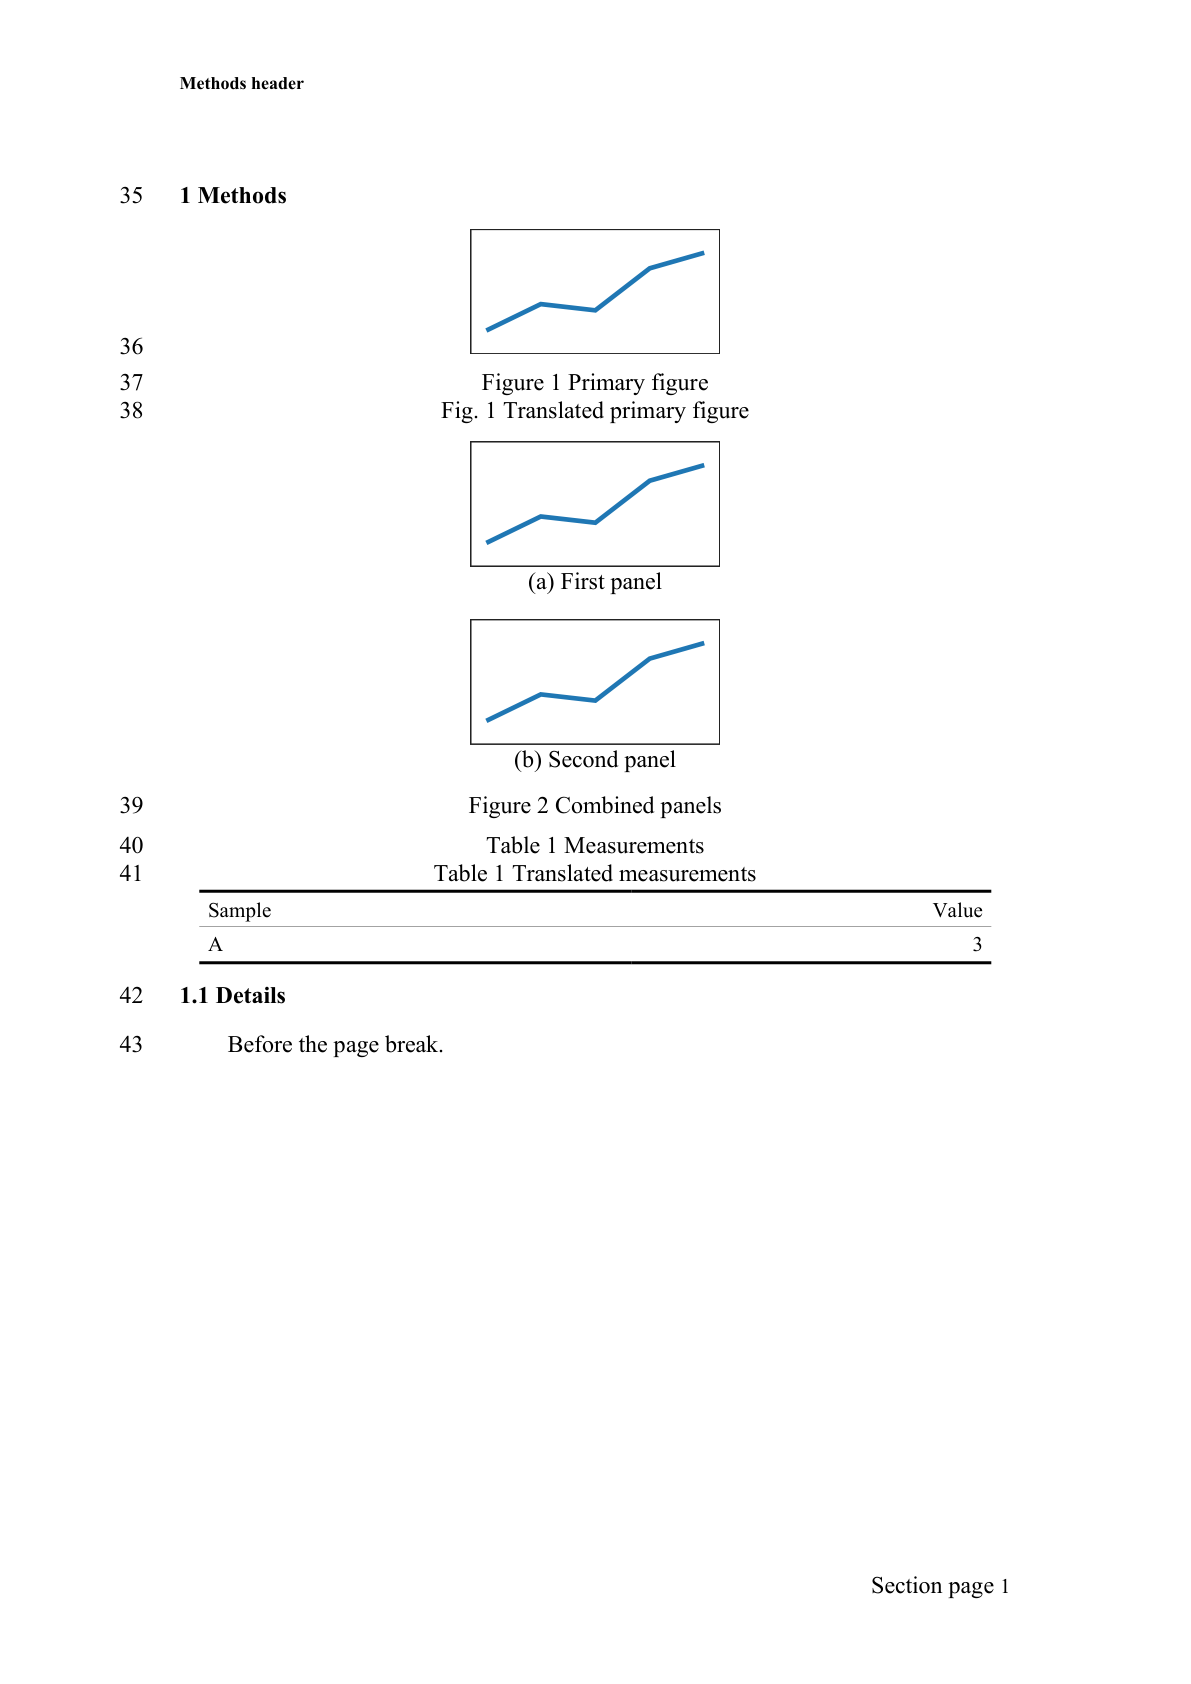 Methods header
35 1 Methods
36
37 Figure 1 Primary figure
38 Fig. 1 Translated primary figure
(a) First panel
(b) Second panel
39 Figure 2 Combined panels
40 Table 1 Measurements
41 Table 1 Translated measurements
Sample Value
A 3
42 1.1 Details
43 Before the page break.
Section page 1